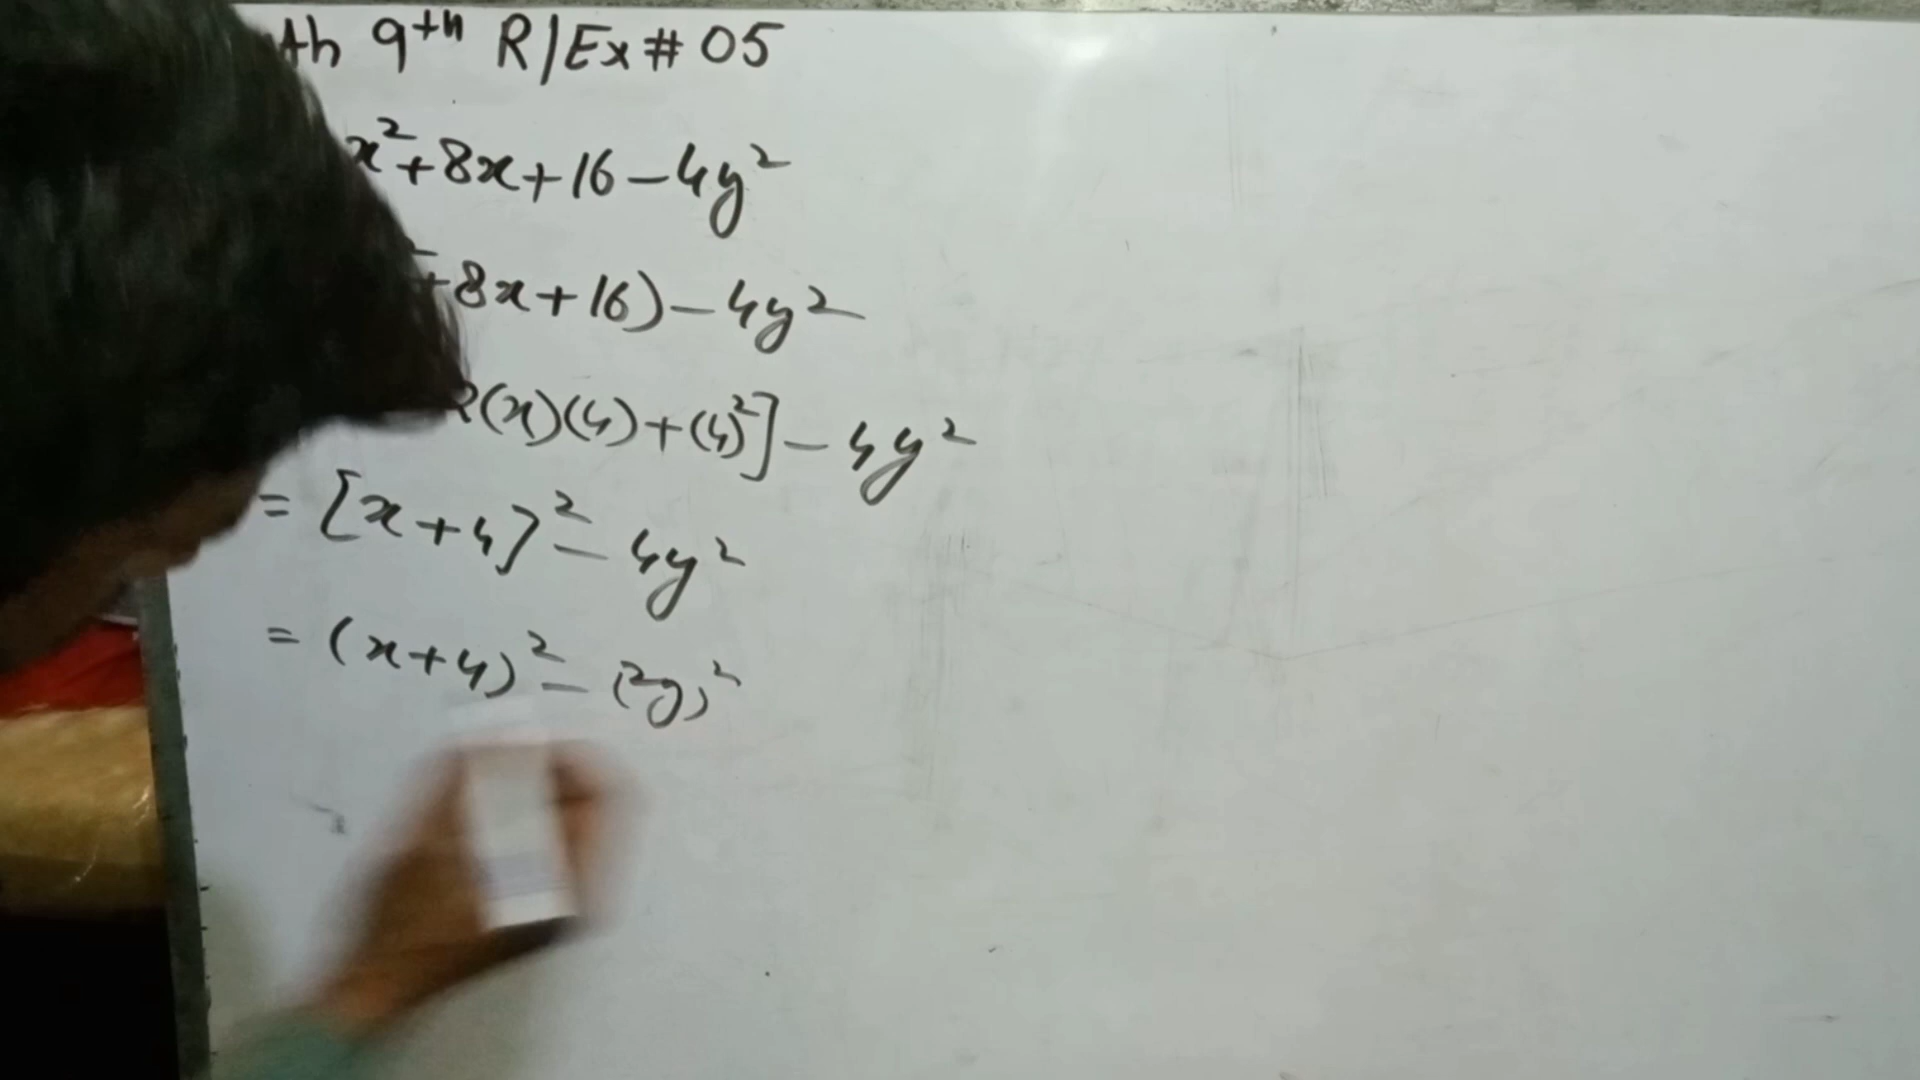 9th R/Ex# 05
x²+8x+16-4y²
+8x+16)-4y²
2(x)(4)+(4)²]-4y²
= [x+4]²-4y²
= (x+4)²-(2y)²